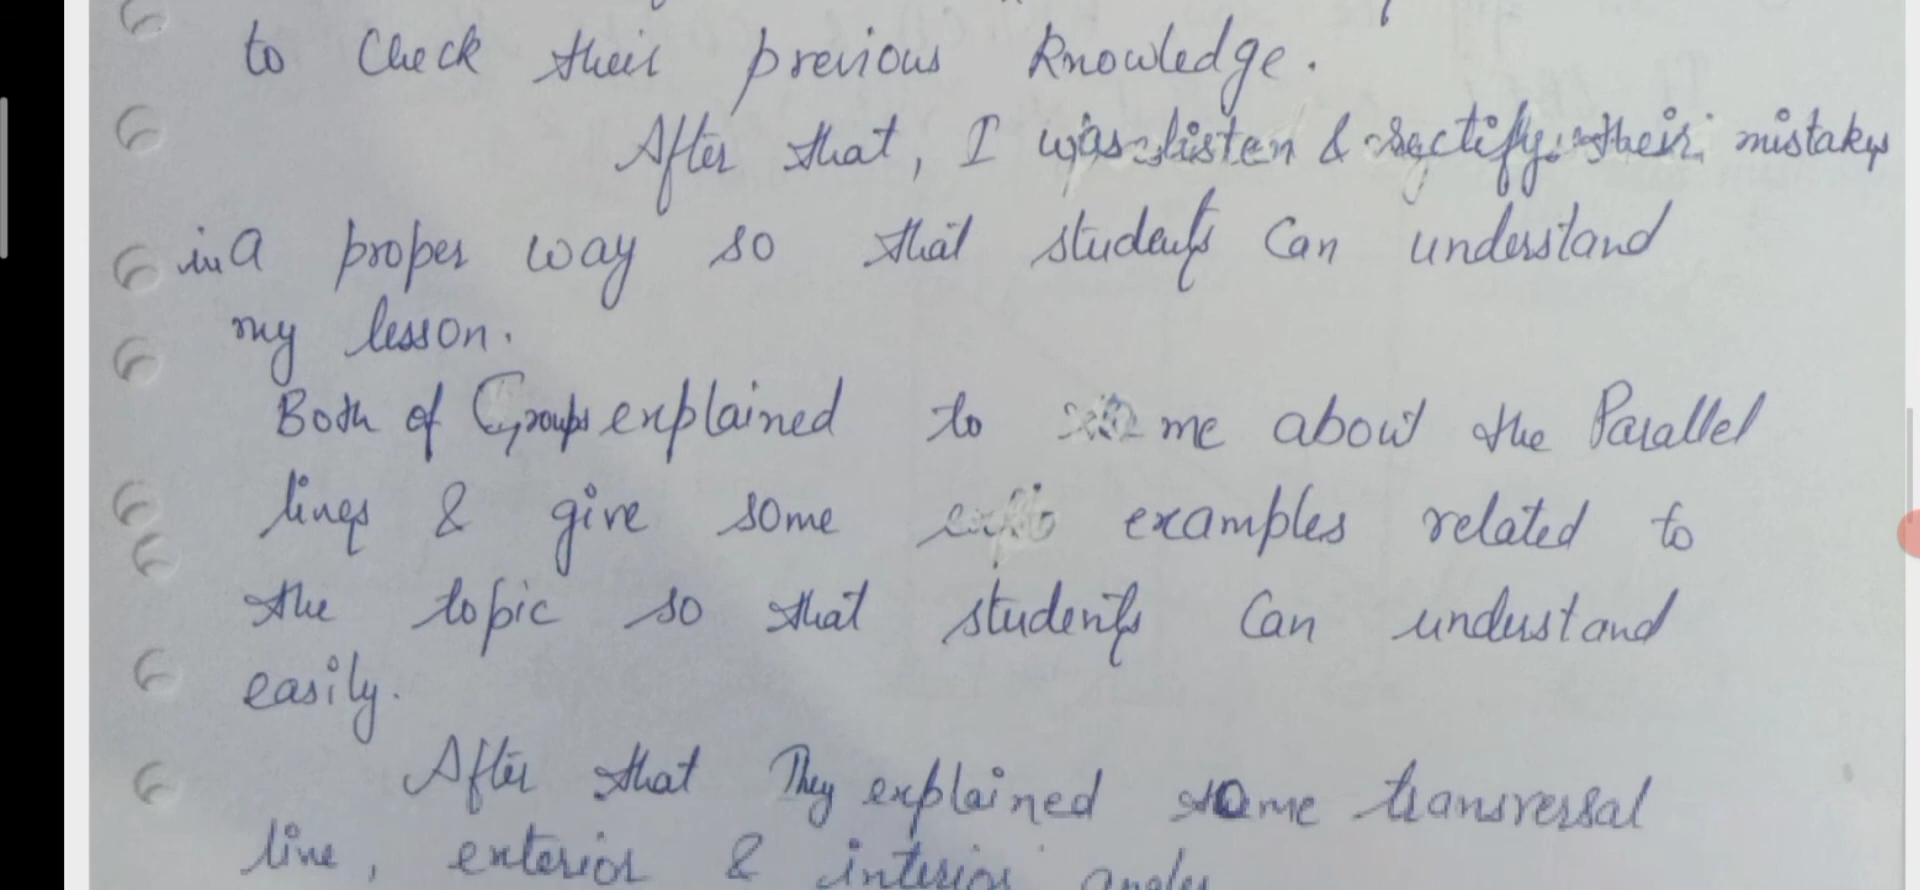 to Check their previous Knowledge.
After that, I was listen & rectify their mistakes
in a proper way so that students Can understand
my lesson.
Both of Groups explained to me about the Parallel
lines & give some examples related to
the topic so that students Can understand
easily.
After that They explained some transversal
line, exterior & interior angles